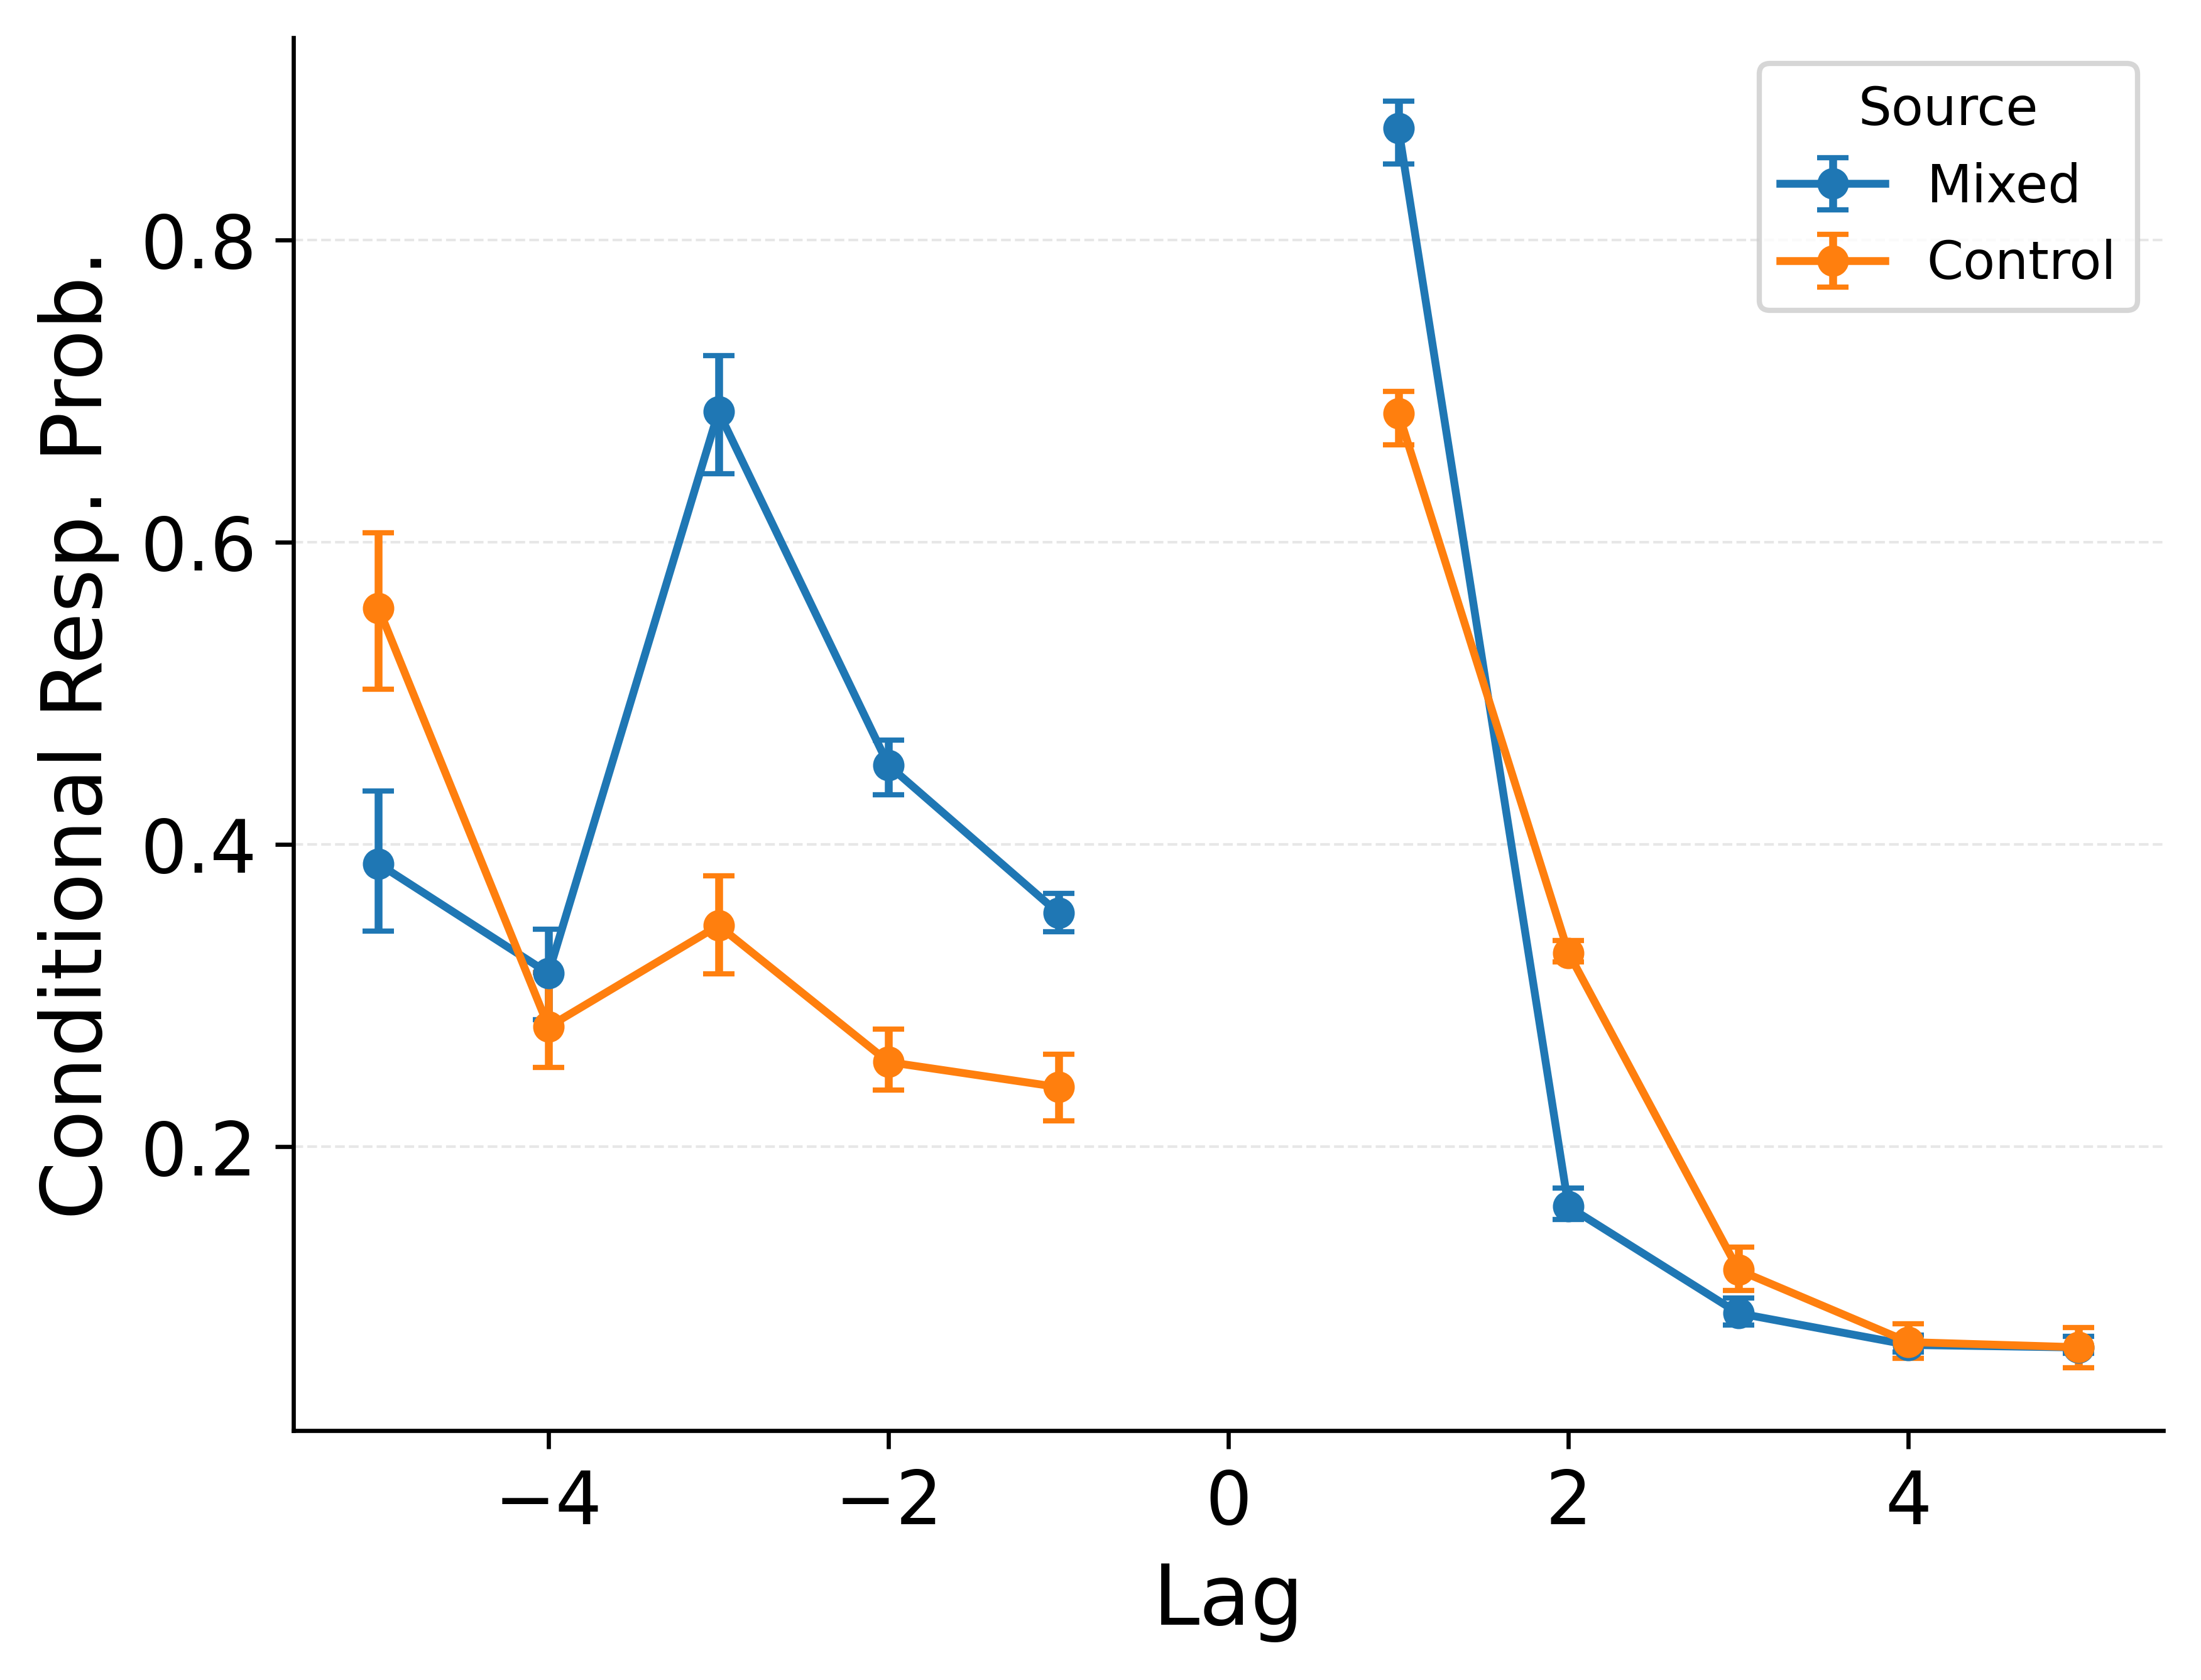 Source
Mixed
Control
Conditional Resp. Prob.
0.8
0.6
0.4
0.2
−4
−2
0
2
4
Lag